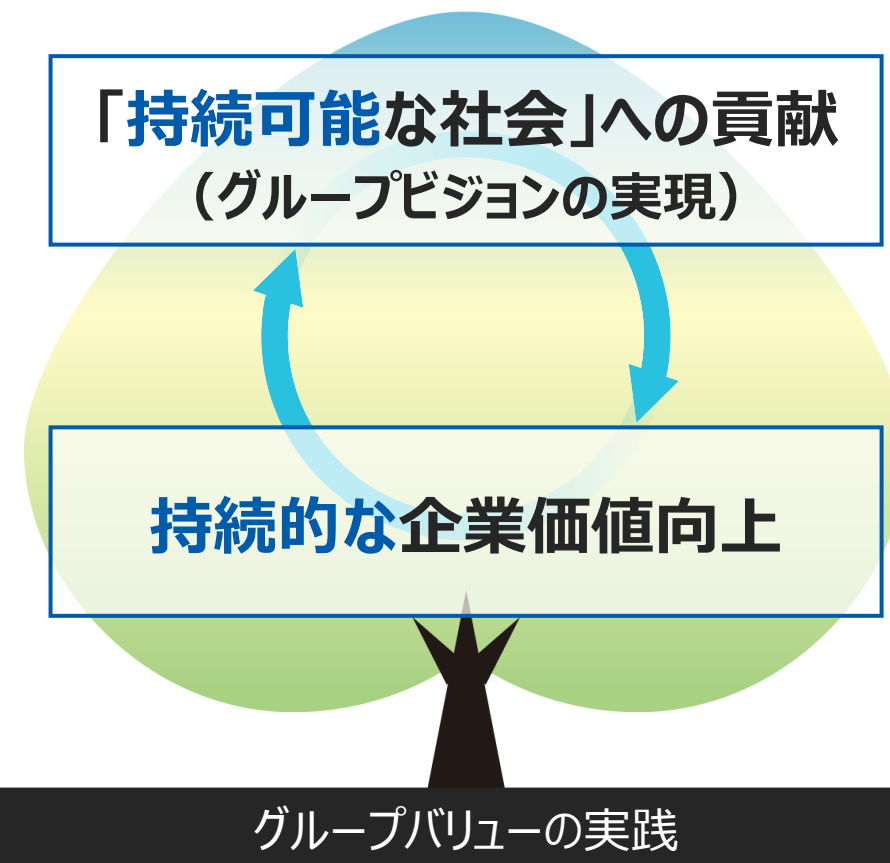 「持続可能な社会」への貢献
（グループビジョンの実現）
持続的な企業価値向上
グループバリューの実践